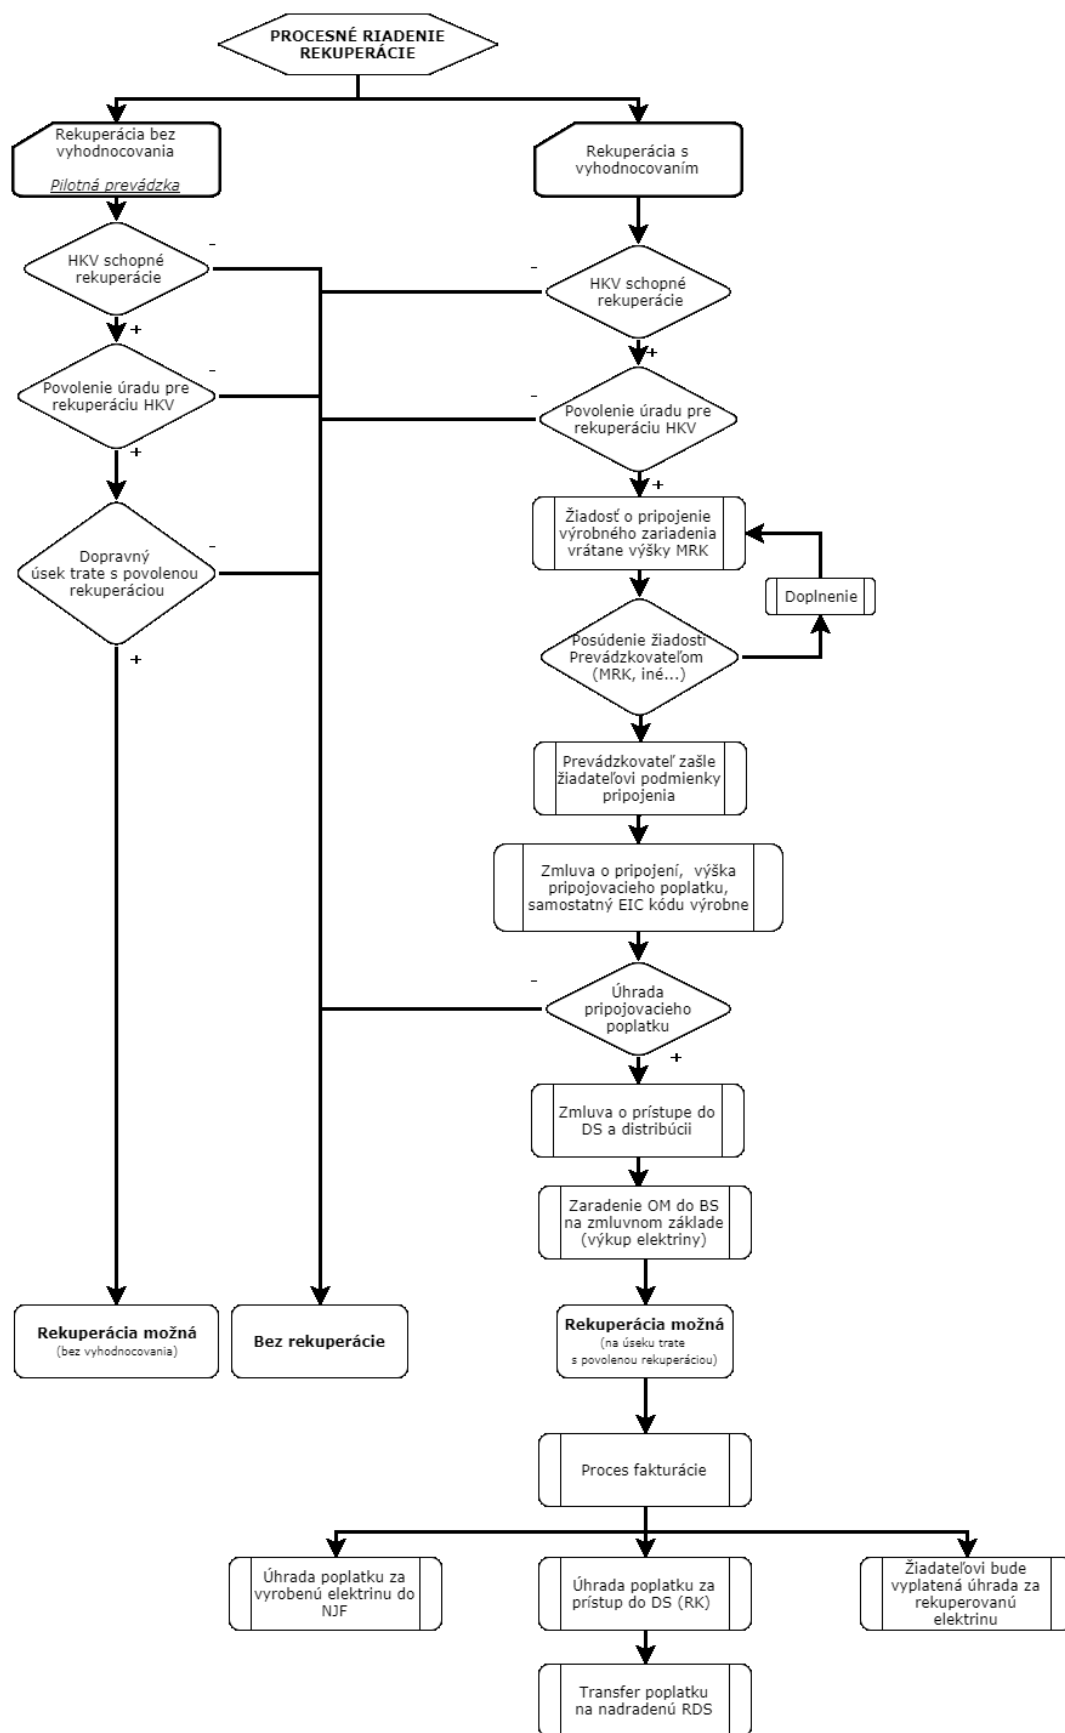 PROCESNÉ RIADENIE
REKUPERÁCIE
Rekuperácia bez
vyhodnocovania
Pilotná prevádzka
Rekuperácia s
vyhodnocovaním
HKV schopné
rekuperácie
-
+
HKV schopné
rekuperácie
-
+
Povolenie úradu pre
rekuperáciu HKV
-
+
Povolenie úradu pre
rekuperáciu HKV
-
+
Dopravný
úsek trate s povolenou
rekuperáciou
-
+
Žiadosť o pripojenie
výrobného zariadenia
vrátane výšky MRK
Doplnenie
Posúdenie žiadosti
Prevádzkovateľom
(MRK, iné...)
Prevádzkovateľ zašle
žiadateľovi podmienky
pripojenia
Zmluva o pripojení, výška
pripojovacieho poplatku,
samostatný EIC kódu výrobne
Úhrada
pripojovacieho
poplatku
-
+
Zmluva o prístupe do
DS a distribúcii
Zaradenie OM do BS
na zmluvnom základe
(výkup elektriny)
Rekuperácia možná
(bez vyhodnocovania)
Bez rekuperácie
Rekuperácia možná
(na úseku trate
s povolenou rekuperáciou)
Proces fakturácie
Úhrada poplatku za
vyrobenú elektrinu do
NJF
Úhrada poplatku za
prístup do DS (RK)
Žiadateľovi bude
vyplatená úhrada za
rekuperovanú
elektrinu
Transfer poplatku
na nadradenú RDS